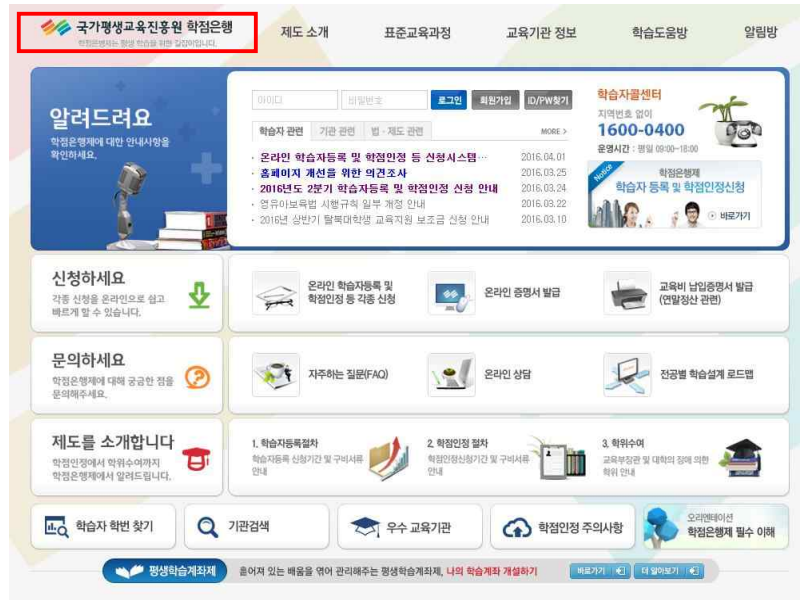 국가평생교육진흥원 학점은행
학점은행제는 평생 학습을 위한 길잡이입니다.
제도 소개
표준교육과정
교육기관 정보
학습도움방
알림방
알려드려요
학점은행제에 대한 안내사항을
확인하세요.
아이디
비밀번호
로그인
회원가입
ID/PW찾기
학습자 관련
기관 관련
법·제도 관련
MORE >
· 온라인 학습자등록 및 학점인정 등 신청시스템… 2016.04.01
· 홈페이지 개선을 위한 의견조사 2016.03.25
· 2016년도 2분기 학습자등록 및 학점인정 신청 안내 2016.03.24
· 영유아보육법 시행규칙 일부 개정 안내 2016.03.22
· 2016년 상반기 탈북대학생 교육지원 보조금 신청 안내 2016.03.10
학습자콜센터
지역번호 없이
1600-0400
운영시간 : 평일 09:00~18:00
Notice
학점은행제
학습자 등록 및 학점인정신청
바로가기
신청하세요
각종 신청을 온라인으로 쉽고
빠르게 할 수 있습니다.
온라인 학습자등록 및
학점인정 등 각종 신청
온라인 증명서 발급
교육비 납입증명서 발급
(연말정산 관련)
문의하세요
학점은행제에 대해 궁금한 점을
문의해주세요.
자주하는 질문(FAQ)
온라인 상담
전공별 학습설계 로드맵
제도를 소개합니다
학점인정에서 학위수여까지
학점은행제에서 알려드립니다.
1. 학습자등록절차
학습자등록 신청기간 및 구비서류
안내
2. 학점인정 절차
학점인정신청기간 및 구비서류
안내
3. 학위수여
교육부장관 및 대학의 장에 의한
학위 안내
학습자 학번 찾기
기관검색
우수 교육기관
학점인정 주의사항
오리엔테이션
학점은행제 필수 이해
평생학습계좌제
흩어져 있는 배움을 엮어 관리해주는 평생학습계좌제, 나의 학습계좌 개설하기
바로가기
더 알아보기